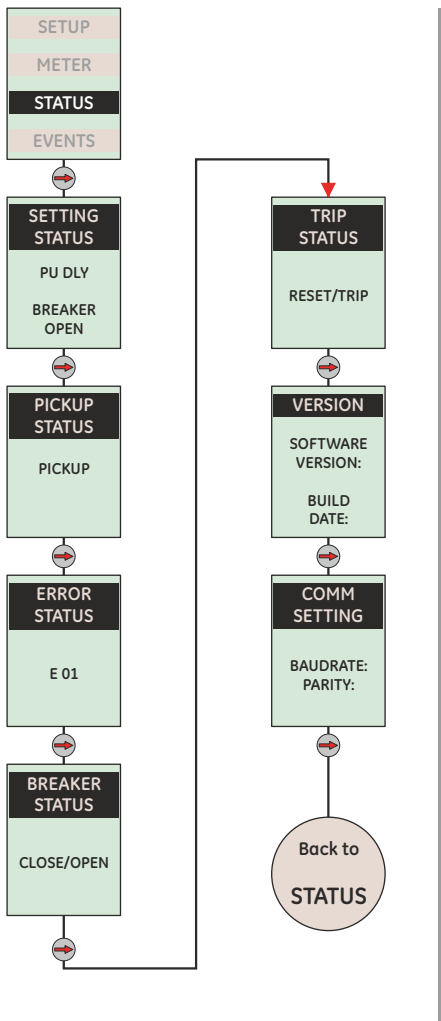 SETUP
METER
STATUS
EVENTS
SETTING
STATUS
PU DLY
BREAKER
OPEN
PICKUP
STATUS
PICKUP
ERROR
STATUS
E 01
BREAKER
STATUS
CLOSE/OPEN
TRIP
STATUS
RESET/TRIP
VERSION
SOFTWARE
VERSION:
BUILD
DATE:
COMM
SETTING
BAUDRATE:
PARITY:
Back to
STATUS